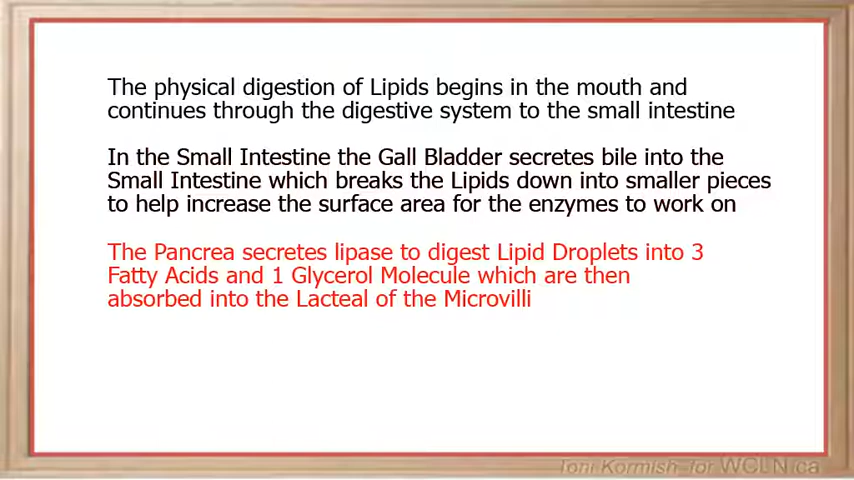 The physical digestion of Lipids begins in the mouth and
continues through the digestive system to the small intestine
In the Small Intestine the Gall Bladder secretes bile into the
Small Intestine which breaks the Lipids down into smaller pieces
to help increase the surface area for the enzymes to work on
The Pancrea secretes lipase to digest Lipid Droplets into 3
Fatty Acids and 1 Glycerol Molecule which are then
absorbed into the Lacteal of the Microvilli
Toni Kormish for WCLN.ca